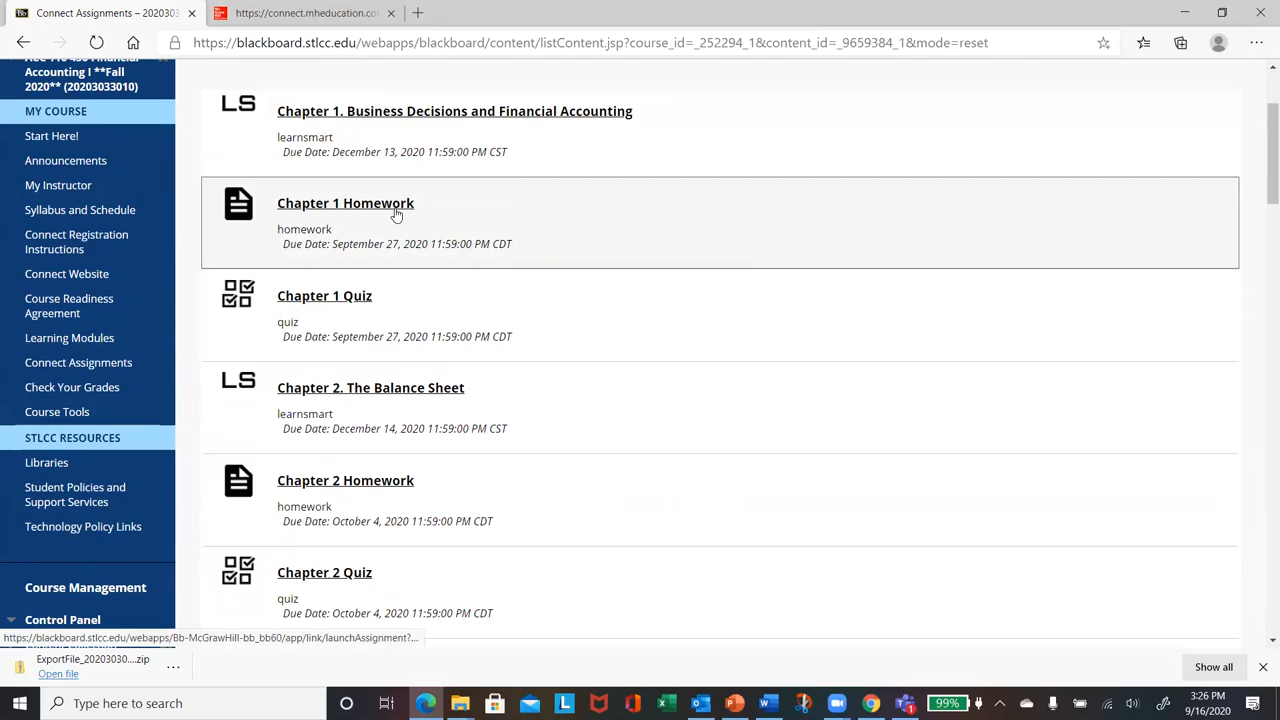 Connect Assignments – 2020303
https://connect.mheducation.co
https://blackboard.stlcc.edu/webapps/blackboard/content/listContent.jsp?course_id=_252294_1&content_id=_9659384_1&mode=reset
Accounting I **Fall
2020** (20203033010)
MY COURSE
Start Here!
Announcements
My Instructor
Syllabus and Schedule
Connect Registration
Instructions
Connect Website
Course Readiness
Agreement
Learning Modules
Connect Assignments
Check Your Grades
Course Tools
STLCC RESOURCES
Libraries
Student Policies and
Support Services
Technology Policy Links
Course Management
Control Panel
LS
Chapter 1. Business Decisions and Financial Accounting
learnsmart
Due Date: December 13, 2020 11:59:00 PM CST
Chapter 1 Homework
homework
Due Date: September 27, 2020 11:59:00 PM CDT
Chapter 1 Quiz
quiz
Due Date: September 27, 2020 11:59:00 PM CDT
LS
Chapter 2. The Balance Sheet
learnsmart
Due Date: December 14, 2020 11:59:00 PM CST
Chapter 2 Homework
homework
Due Date: October 4, 2020 11:59:00 PM CDT
Chapter 2 Quiz
quiz
Due Date: October 4, 2020 11:59:00 PM CDT
https://blackboard.stlcc.edu/webapps/Bb-McGrawHill-bb_bb60/app/link/launchAssignment?...
ExportFile_20203030....zip
Open file
Show all
Type here to search
99%
3:26 PM
9/16/2020